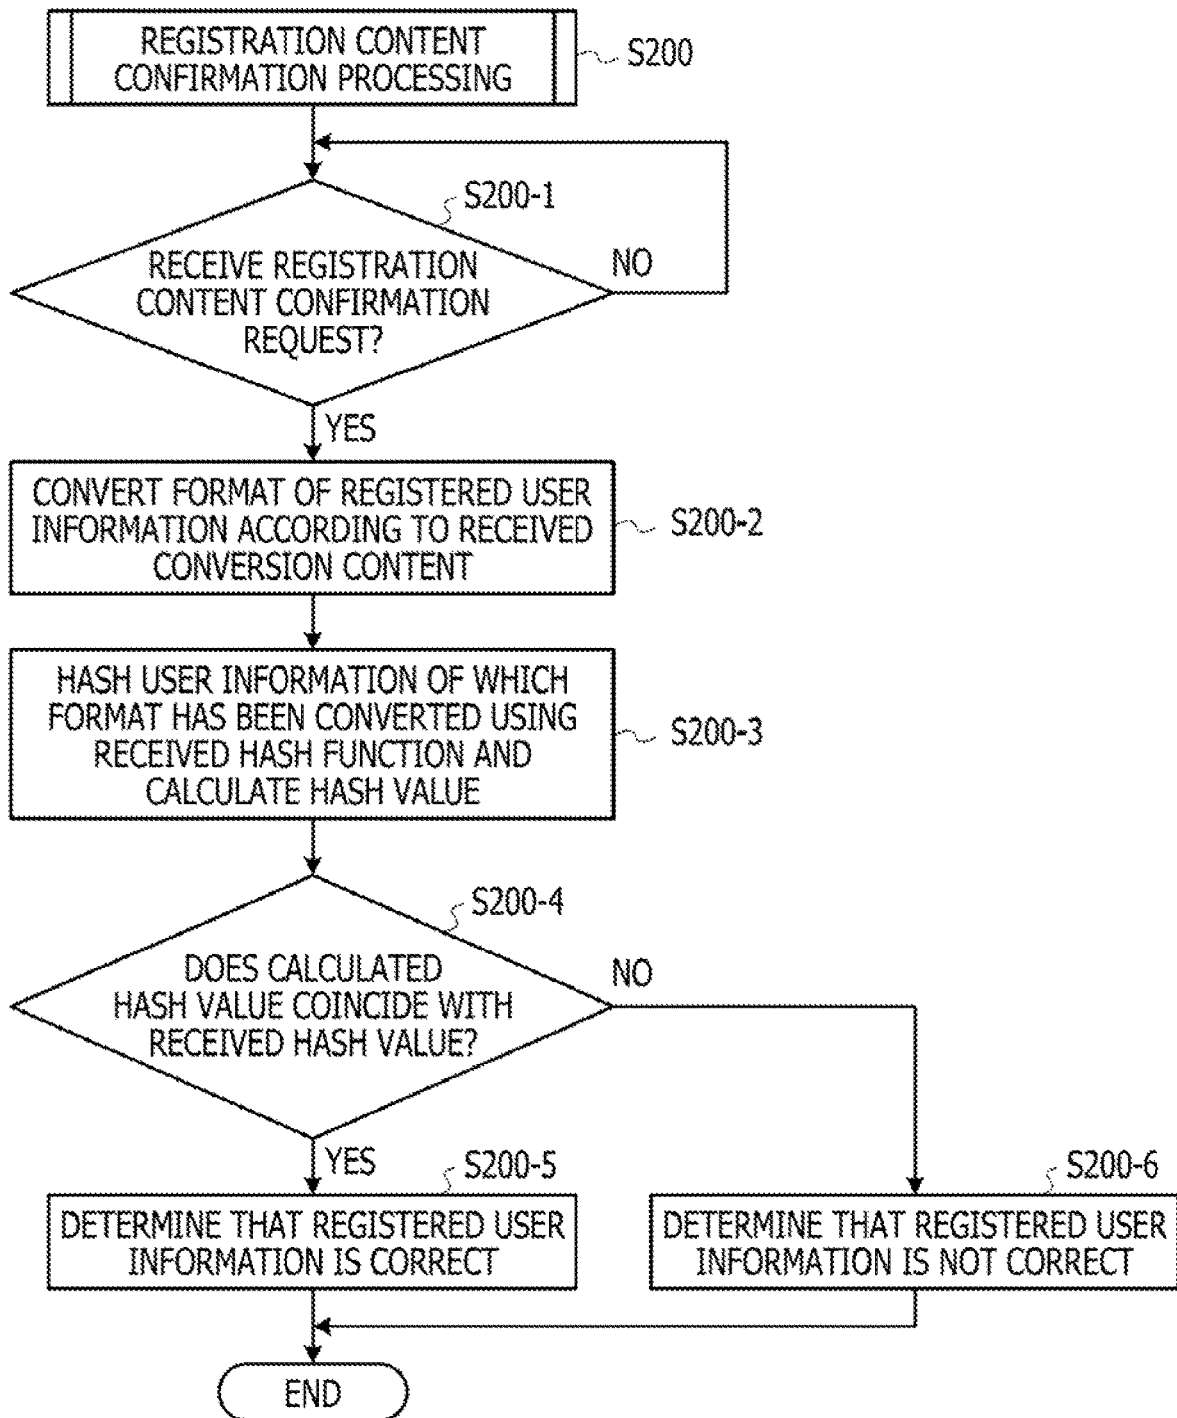 REGISTRATION CONTENT
CONFIRMATION PROCESSING
S200
S200-1
RECEIVE REGISTRATION
CONTENT CONFIRMATION
REQUEST?
NO
YES
CONVERT FORMAT OF REGISTERED USER
INFORMATION ACCORDING TO RECEIVED
CONVERSION CONTENT
S200-2
HASH USER INFORMATION OF WHICH
FORMAT HAS BEEN CONVERTED USING
RECEIVED HASH FUNCTION AND
CALCULATE HASH VALUE
S200-3
S200-4
DOES CALCULATED
HASH VALUE COINCIDE WITH
RECEIVED HASH VALUE?
NO
YES
S200-5
DETERMINE THAT REGISTERED USER
INFORMATION IS CORRECT
S200-6
DETERMINE THAT REGISTERED USER
INFORMATION IS NOT CORRECT
END